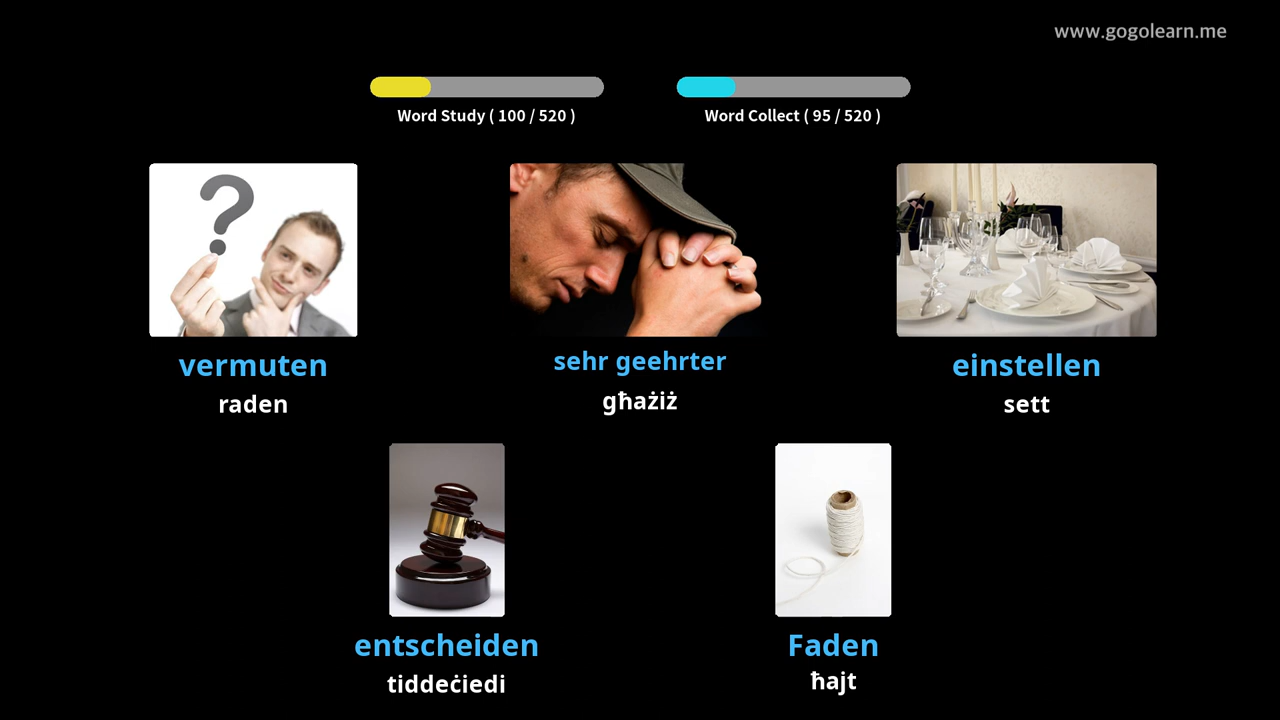 www.gogolearn.me
Word Study ( 100 / 520 )
Word Collect ( 95 / 520 )
vermuten
raden
sehr geehrter
għażiż
einstellen
sett
entscheiden
tiddeċiedi
Faden
ħajt